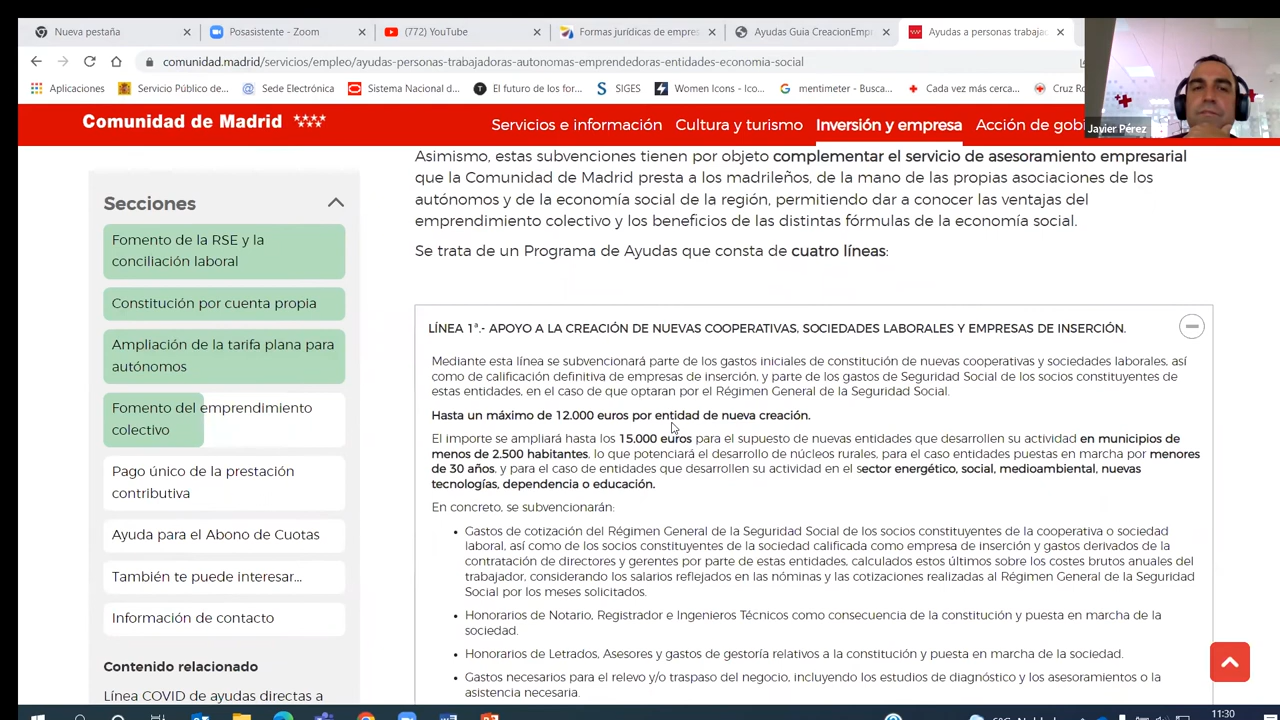 Nueva pestaña
Posasistente - Zoom
(772) YouTube
Formas jurídicas de empres
Ayudas Guia CreacionEmpr
Ayudas a personas trabajad
comunidad.madrid/servicios/empleo/ayudas-personas-trabajadoras-autonomas-emprendedoras-entidades-economia-social
Aplicaciones
Servicio Público de...
Sede Electrónica
Sistema Nacional d...
El futuro de los for...
SIGES
Women Icons - Ico...
mentimeter - Busca...
Cada vez más cerca...
Cruz Ro
Javier Pérez
Comunidad de Madrid
Servicios e información
Cultura y turismo
Inversión y empresa
Acción de gobi
Asimismo, estas subvenciones tienen por objeto complementar el servicio de asesoramiento empresarial
que la Comunidad de Madrid presta a los madrileños, de la mano de las propias asociaciones de los
autónomos y de la economía social de la región, permitiendo dar a conocer las ventajas del
emprendimiento colectivo y los beneficios de las distintas fórmulas de la economía social.
Se trata de un Programa de Ayudas que consta de cuatro líneas:
Secciones
Fomento de la RSE y la
conciliación laboral
Constitución por cuenta propia
Ampliación de la tarifa plana para
autónomos
Fomento del emprendimiento
colectivo
Pago único de la prestación
contributiva
Ayuda para el Abono de Cuotas
También te puede interesar...
Información de contacto
Contenido relacionado
Línea COVID de ayudas directas a
LÍNEA 1ª.- APOYO A LA CREACIÓN DE NUEVAS COOPERATIVAS, SOCIEDADES LABORALES Y EMPRESAS DE INSERCIÓN.
Mediante esta línea se subvencionará parte de los gastos iniciales de constitución de nuevas cooperativas y sociedades laborales, así
como de calificación definitiva de empresas de inserción, y parte de los gastos de Seguridad Social de los socios constituyentes de
estas entidades, en el caso de que optaran por el Régimen General de la Seguridad Social.
Hasta un máximo de 12.000 euros por entidad de nueva creación.
El importe se ampliará hasta los 15.000 euros para el supuesto de nuevas entidades que desarrollen su actividad en municipios de
menos de 2.500 habitantes, lo que potenciará el desarrollo de núcleos rurales, para el caso entidades puestas en marcha por menores
de 30 años, y para el caso de entidades que desarrollen su actividad en el sector energético, social, medioambiental, nuevas
tecnologías, dependencia o educación.
En concreto, se subvencionarán:
• Gastos de cotización del Régimen General de la Seguridad Social de los socios constituyentes de la cooperativa o sociedad
laboral, así como de los socios constituyentes de la sociedad calificada como empresa de inserción y gastos derivados de la
contratación de directores y gerentes por parte de estas entidades, calculados estos últimos sobre los costes brutos anuales del
trabajador, considerando los salarios reflejados en las nóminas y las cotizaciones realizadas al Régimen General de la Seguridad
Social por los meses solicitados.
• Honorarios de Notario, Registrador e Ingenieros Técnicos como consecuencia de la constitución y puesta en marcha de la
sociedad.
• Honorarios de Letrados, Asesores y gastos de gestoría relativos a la constitución y puesta en marcha de la sociedad.
• Gastos necesarios para el relevo y/o traspaso del negocio, incluyendo los estudios de diagnóstico y los asesoramientos o la
asistencia necesaria.
11:30